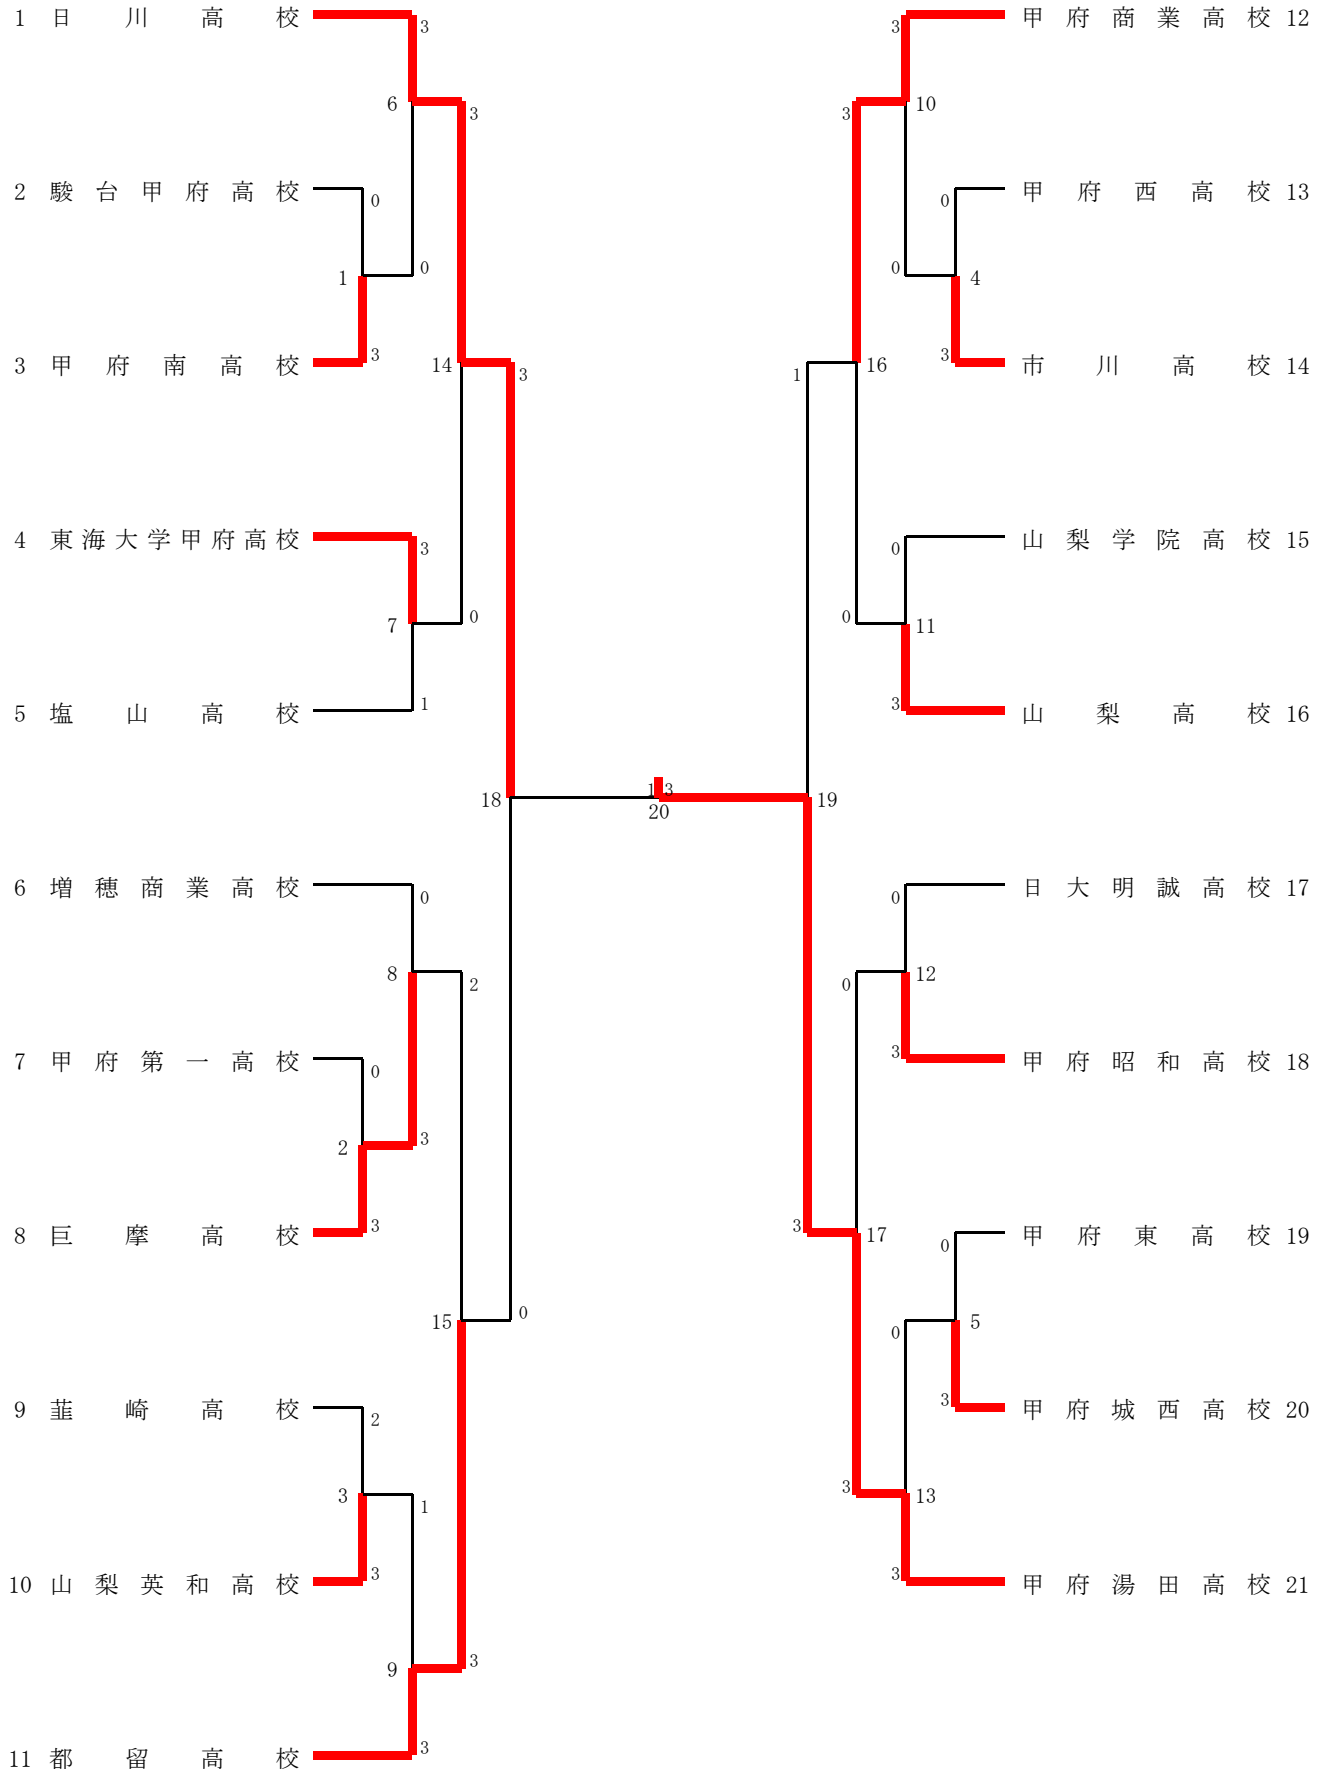 1 日川高校 3 3 甲府商業高校 12
6 3 3 10
2 駿台甲府高校 0 0 甲府西高校 13
1 0 0 4
3 甲府南高校 3 14 3 1 16 3 市川高校 14
4 東海大学甲府高校 3 0 山梨学院高校 15
7 0 0 11
5 塩山高校 1 3 山梨高校 16
18 1 3 19
20
6 増穂商業高校 0 0 日大明誠高校 17
8 2 0 12
7 甲府第一高校 0 3 甲府昭和高校 18
2 3
8 巨摩高校 3 3 17 0 甲府東高校 19
15 0 0 5
9 韮崎高校 2 3 甲府城西高校 20
3 1 3 13
10 山梨英和高校 3 3 甲府湯田高校 21
9 3
11 都留高校 3